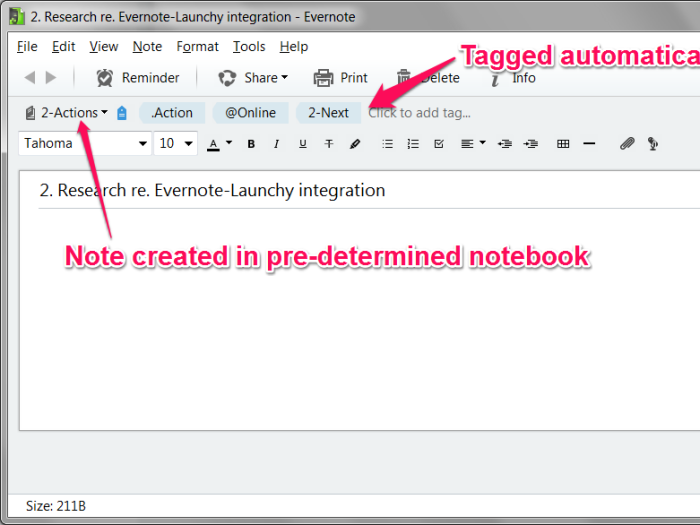 2. Research re. Evernote-Launchy integration - Evernote
File Edit View Note Format Tools Help
Tagged automatica
Reminder Share Print Delete Info
2-Actions .Action @Online 2-Next Click to add tag...
Tahoma 10 A B I U T
2. Research re. Evernote-Launchy integration
Note created in pre-determined notebook
Size: 211B